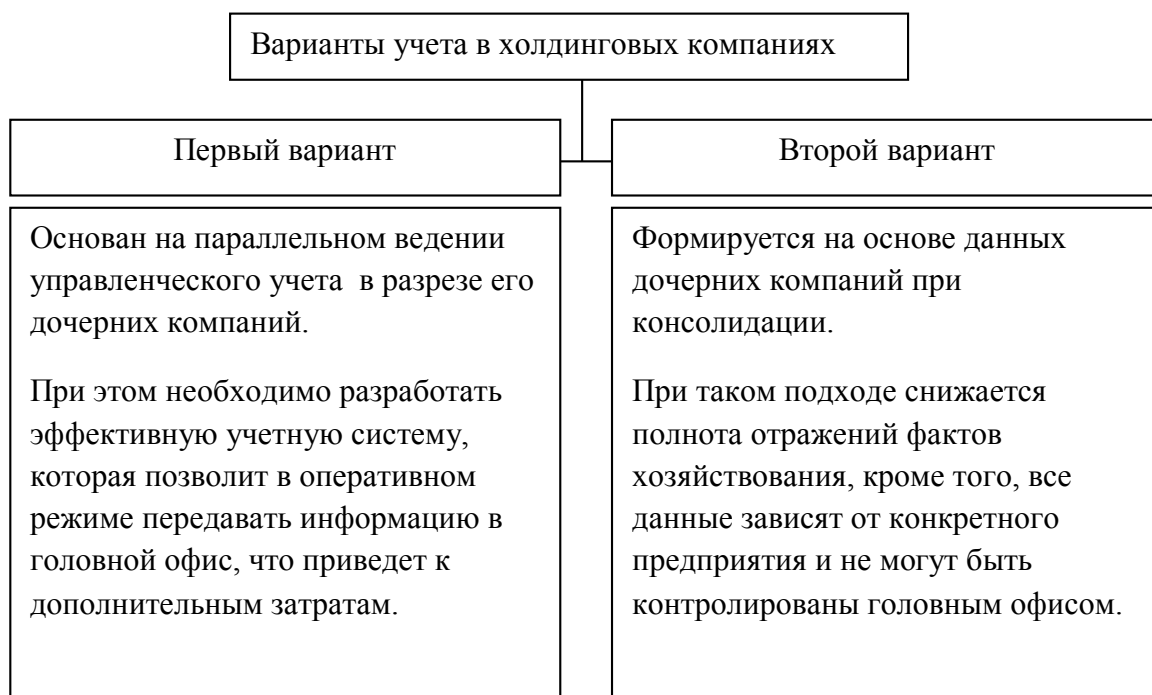 Варианты учета в холдинговых компаниях
Первый вариант
Основан на параллельном ведении
управленческого учета в разрезе его
дочерних компаний.
При этом необходимо разработать
эффективную учетную систему,
которая позволит в оперативном
режиме передавать информацию в
головной офис, что приведет к
дополнительным затратам.
Второй вариант
Формируется на основе данных
дочерних компаний при
консолидации.
При таком подходе снижается
полнота отражений фактов
хозяйствования, кроме того, все
данные зависят от конкретного
предприятия и не могут быть
контролированы головным офисом.